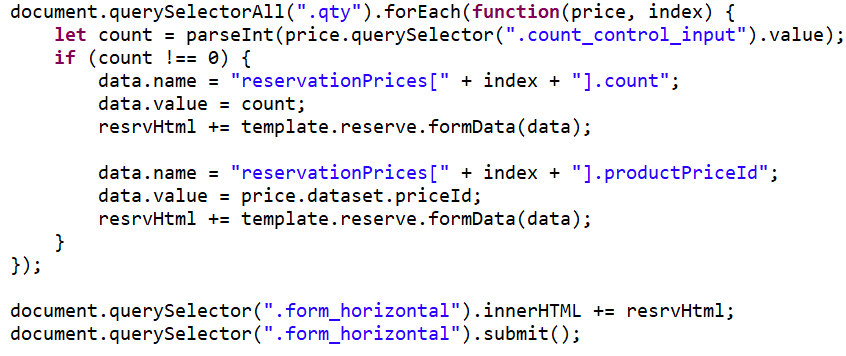 document.querySelectorAll(".qty").forEach(function(price, index) {
    let count = parseInt(price.querySelector(".count_control_input").value);
    if (count !== 0) {
        data.name = "reservationPrices[" + index + "].count";
        data.value = count;
        resrvHtml += template.reserve.formData(data);

        data.name = "reservationPrices[" + index + "].productPriceId";
        data.value = price.dataset.priceId;
        resrvHtml += template.reserve.formData(data);
    }
});

document.querySelector(".form_horizontal").innerHTML += resrvHtml;
document.querySelector(".form_horizontal").submit();